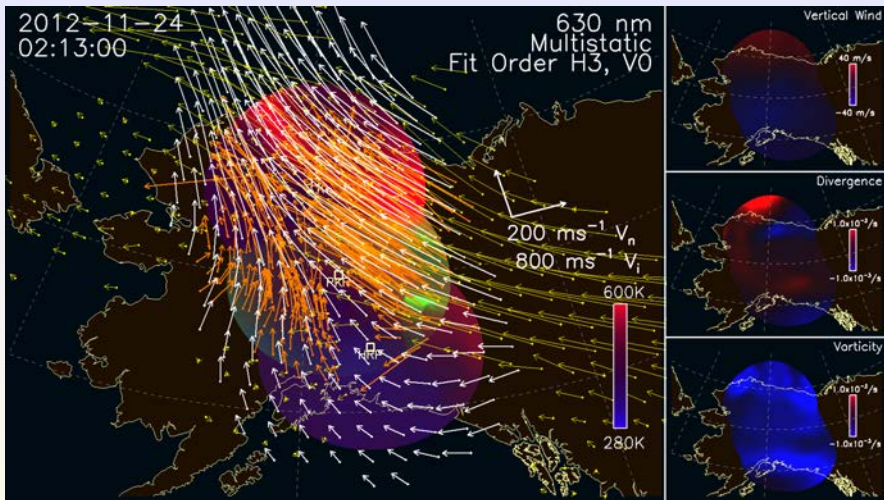 2012-11-24
02:13:00
630 nm
Multistatic
Fit Order H3, V0
200 ms⁻¹ Vₙ
800 ms⁻¹ Vᵢ
600K
280K
PKR
HRP
Vertical Wind
40 m/s
-40 m/s
Divergence
1.0x10⁻³/s
-1.0x10⁻³/s
Vorticity
1.0x10⁻³/s
-1.0x10⁻³/s